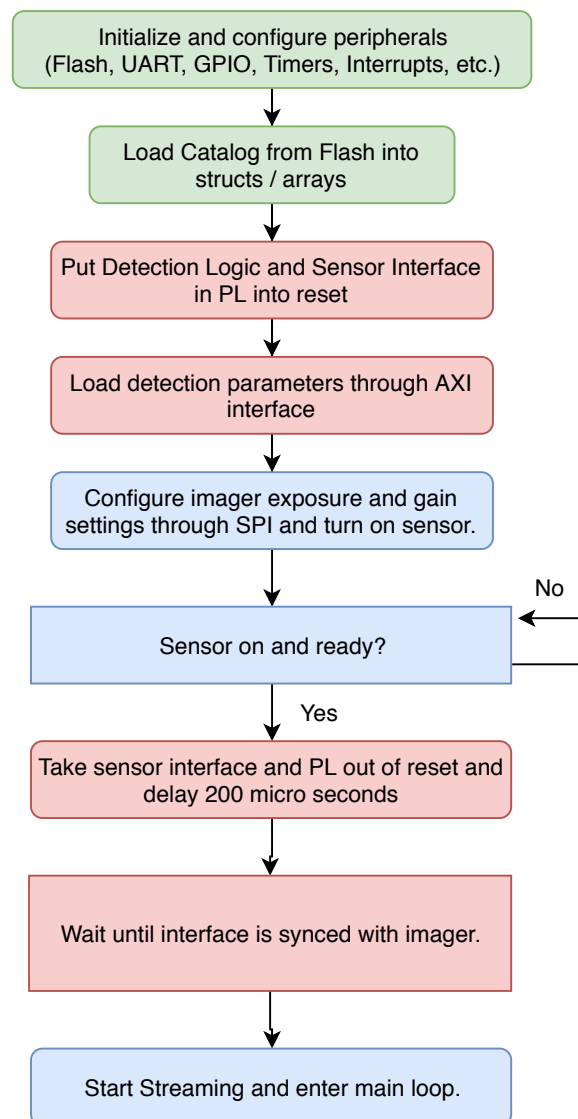 Initialize and configure peripherals
(Flash, UART, GPIO, Timers, Interrupts, etc.)
Load Catalog from Flash into
structs / arrays
Put Detection Logic and Sensor Interface
in PL into reset
Load detection parameters through AXI
interface
Configure imager exposure and gain
settings through SPI and turn on sensor.
No
Sensor on and ready?
Yes
Take sensor interface and PL out of reset and
delay 200 micro seconds
Wait until interface is synced with imager.
Start Streaming and enter main loop.